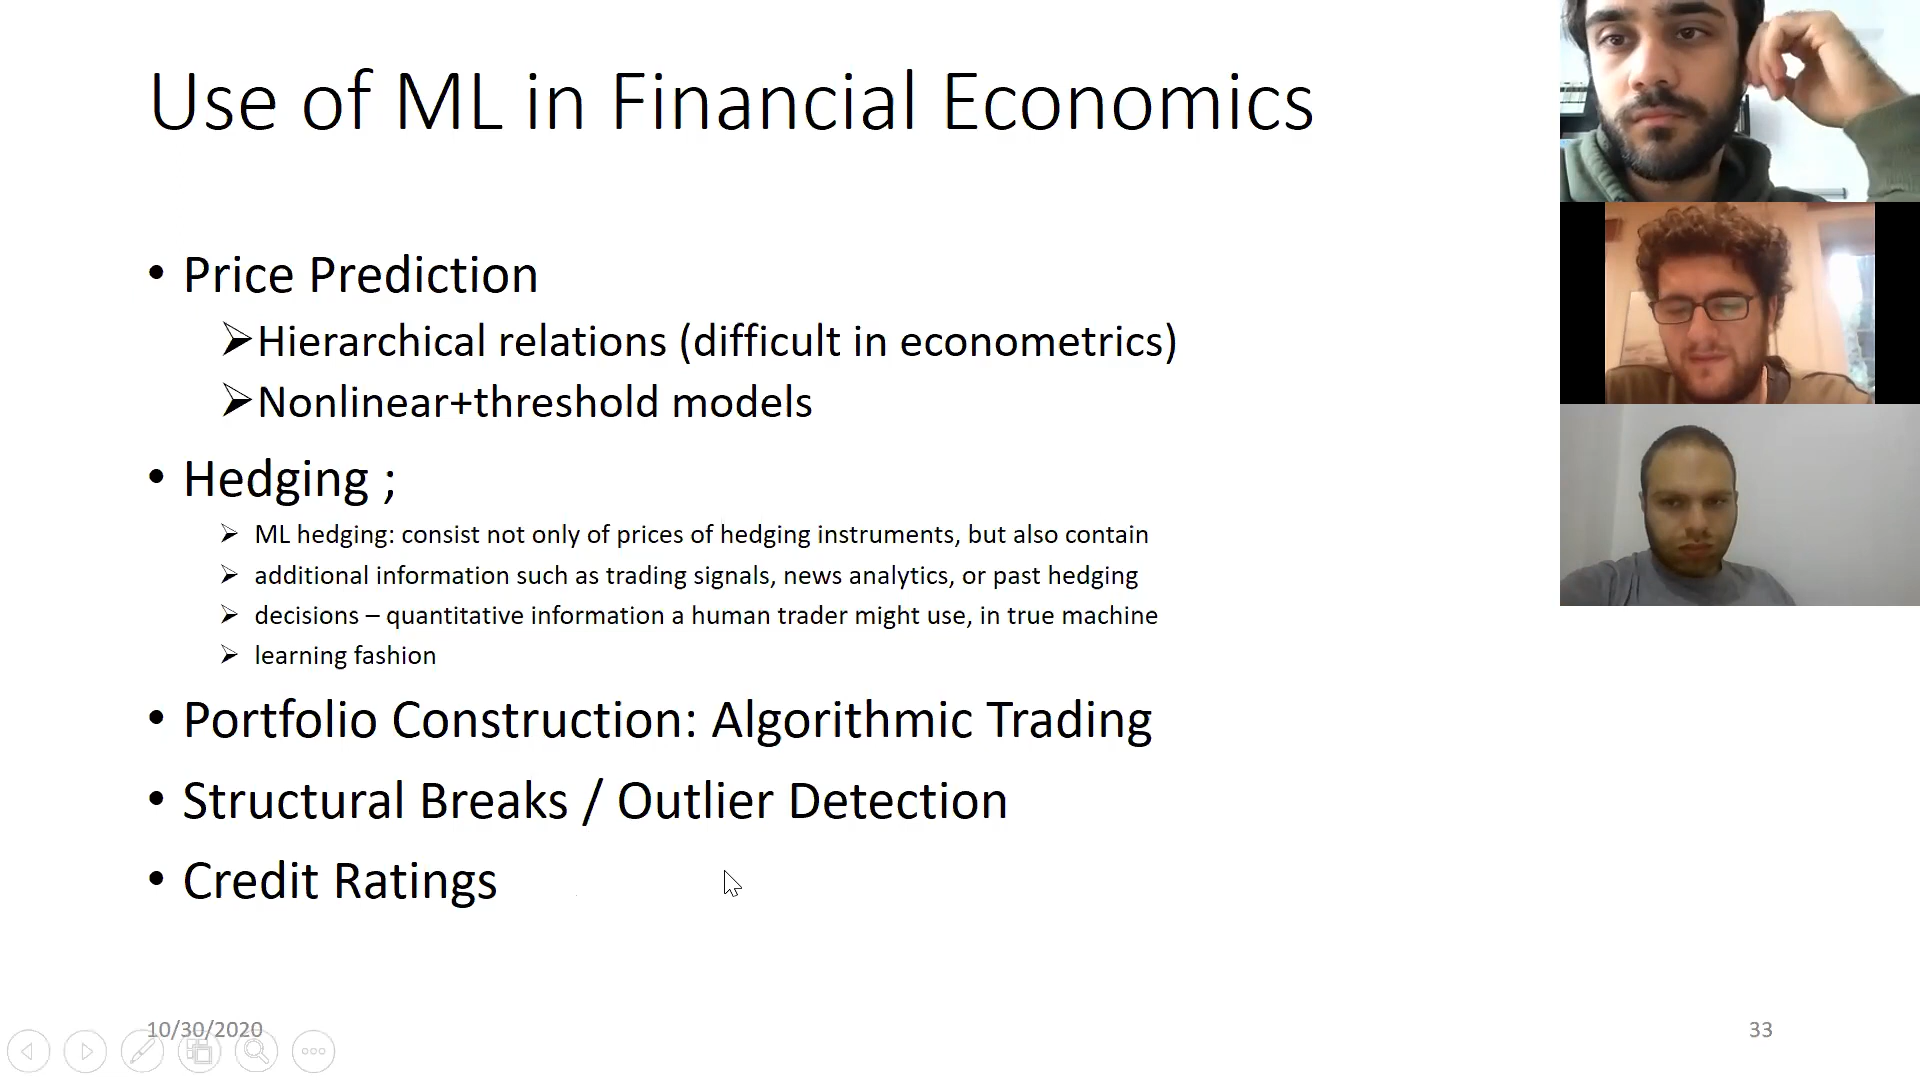 Use of ML in Financial Economics
• Price Prediction
➢Hierarchical relations (difficult in econometrics)
➢Nonlinear+threshold models
• Hedging ;
➢ ML hedging: consist not only of prices of hedging instruments, but also contain
➢ additional information such as trading signals, news analytics, or past hedging
➢ decisions – quantitative information a human trader might use, in true machine
➢ learning fashion
• Portfolio Construction: Algorithmic Trading
• Structural Breaks / Outlier Detection
• Credit Ratings
10/30/2020
33